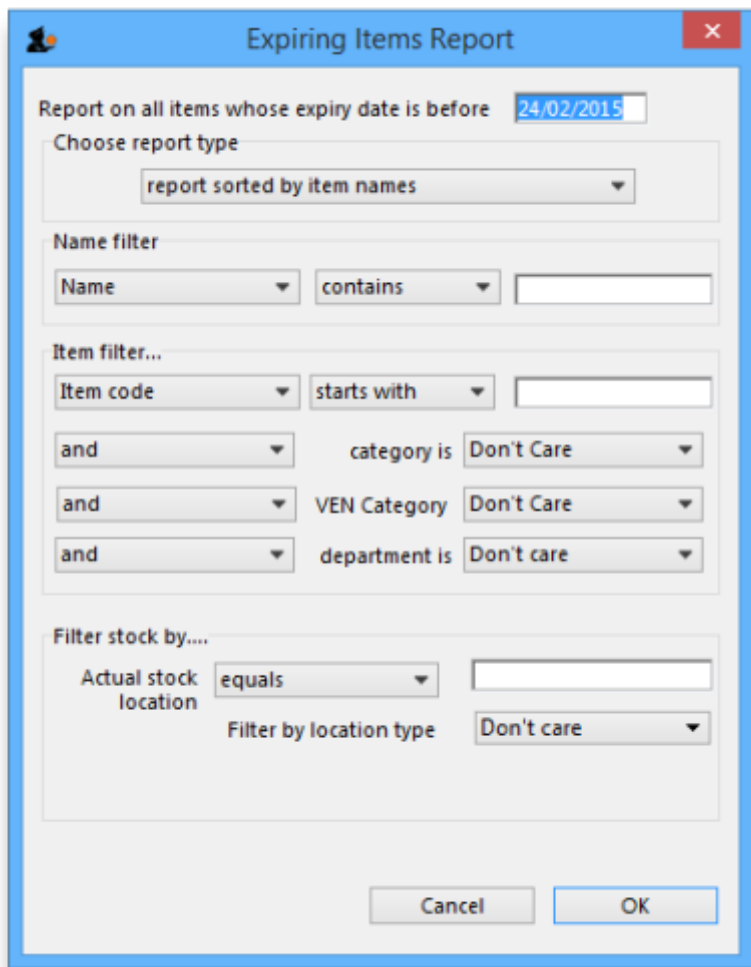 Expiring Items Report
Report on all items whose expiry date is before 24/02/2015
Choose report type
report sorted by item names
Name filter
Name contains
Item filter...
Item code starts with
and category is Don't Care
and VEN Category Don't Care
and department is Don't care
Filter stock by....
Actual stock location equals
Filter by location type Don't care
Cancel OK